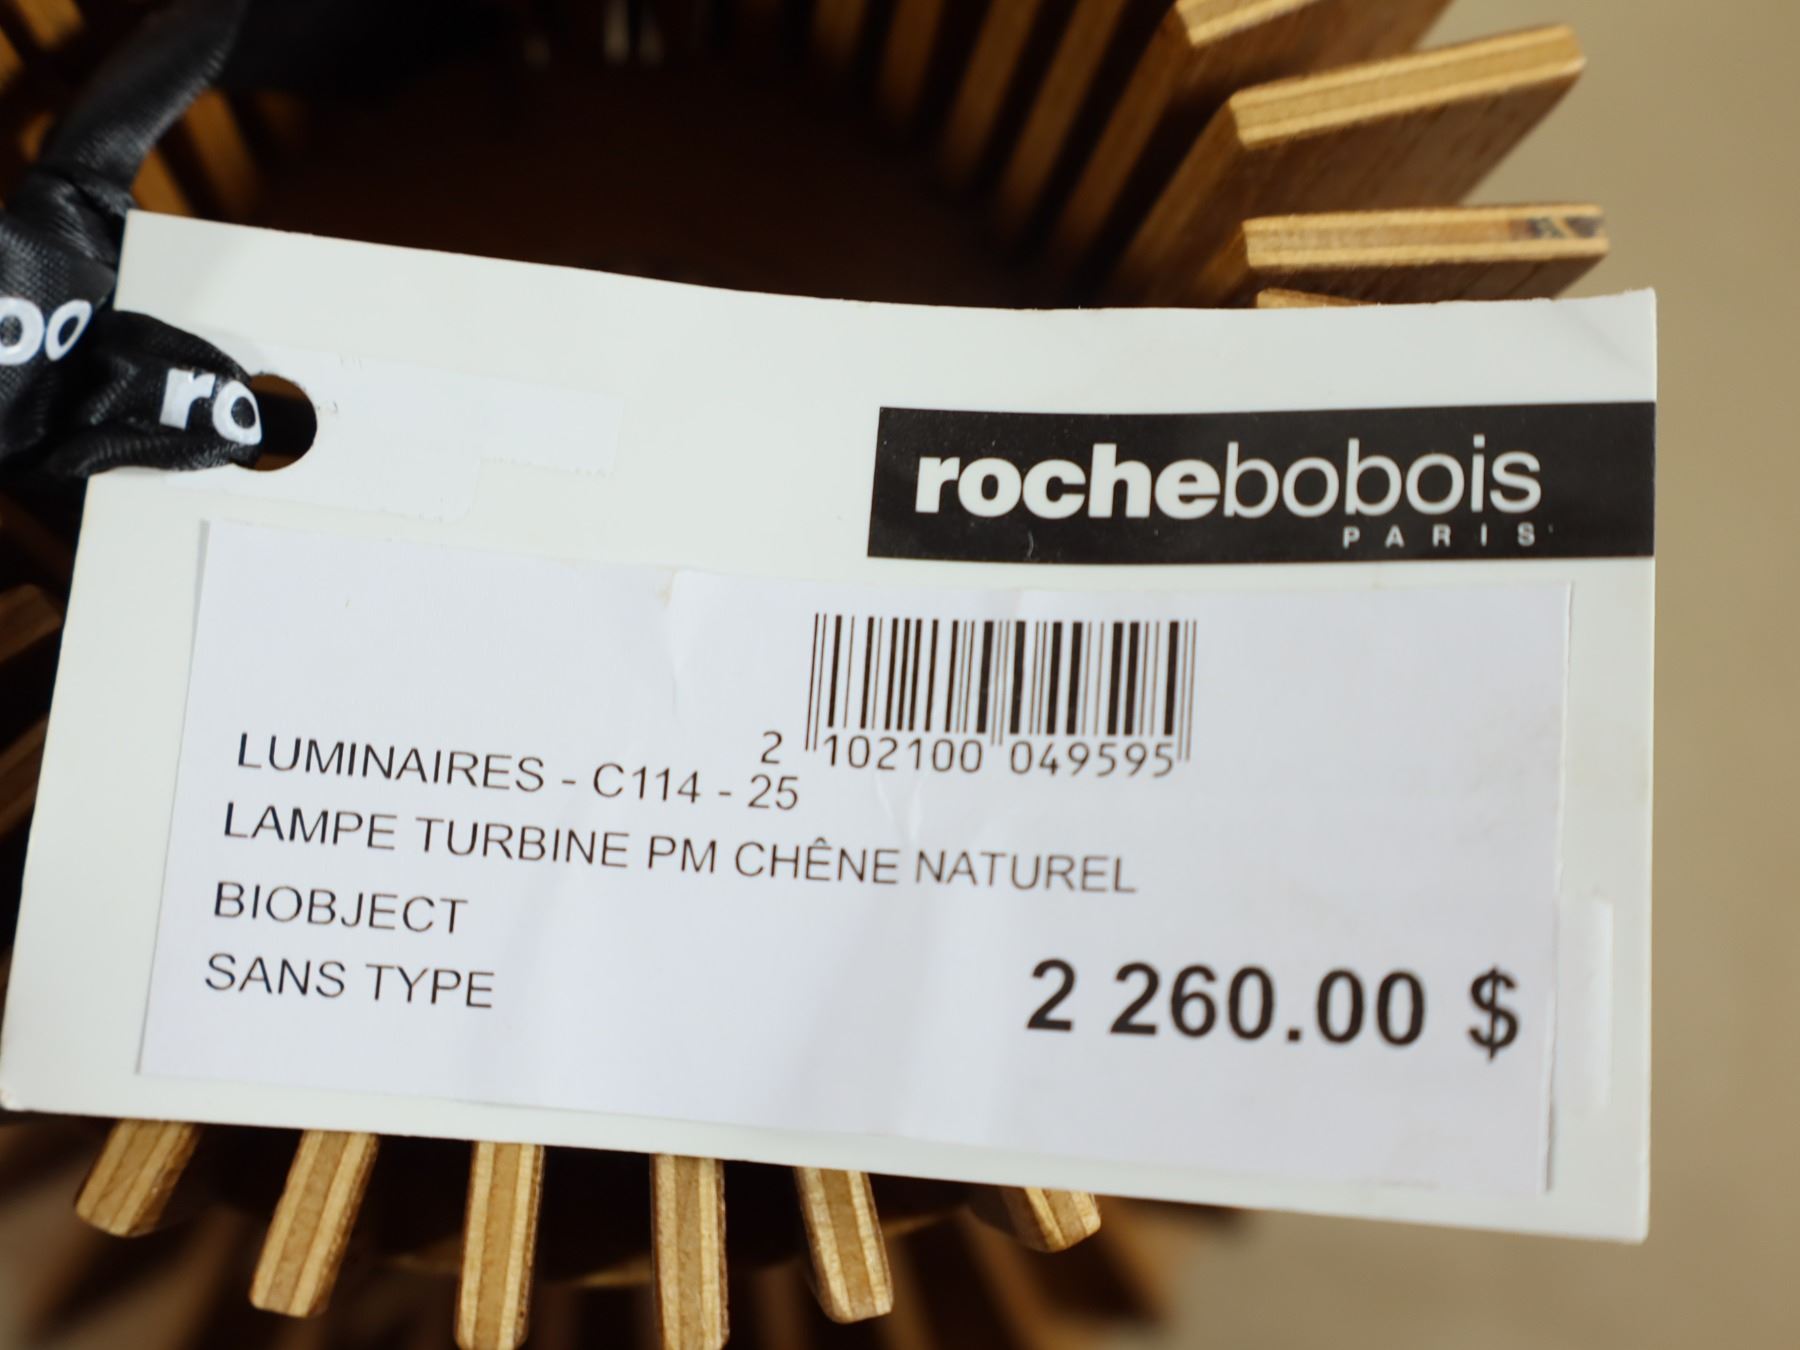 oo
ro
rochebobois
PARIS
2 102100 049595
LUMINAIRES - C114 - 25
LAMPE TURBINE PM CHÊNE NATUREL
BIOBJECT
SANS TYPE
2 260.00 $